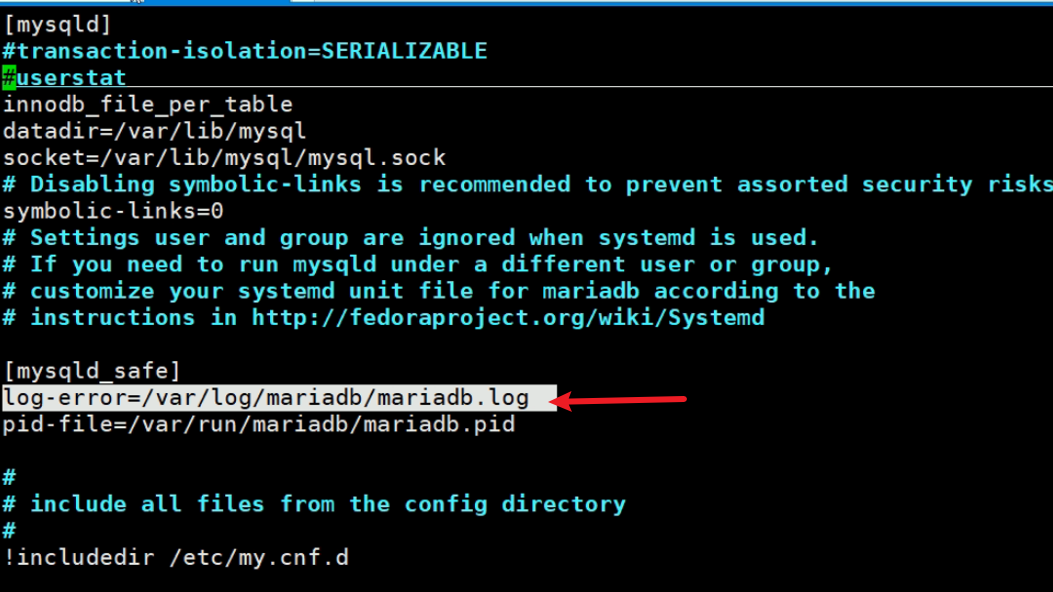 [mysqld]
#transaction-isolation=SERIALIZABLE
#userstat
innodb_file_per_table
datadir=/var/lib/mysql
socket=/var/lib/mysql/mysql.sock
# Disabling symbolic-links is recommended to prevent assorted security risks
symbolic-links=0
# Settings user and group are ignored when systemd is used.
# If you need to run mysqld under a different user or group,
# customize your systemd unit file for mariadb according to the
# instructions in http://fedoraproject.org/wiki/Systemd
[mysqld_safe]
log-error=/var/log/mariadb/mariadb.log
pid-file=/var/run/mariadb/mariadb.pid
#
# include all files from the config directory
#
!includedir /etc/my.cnf.d